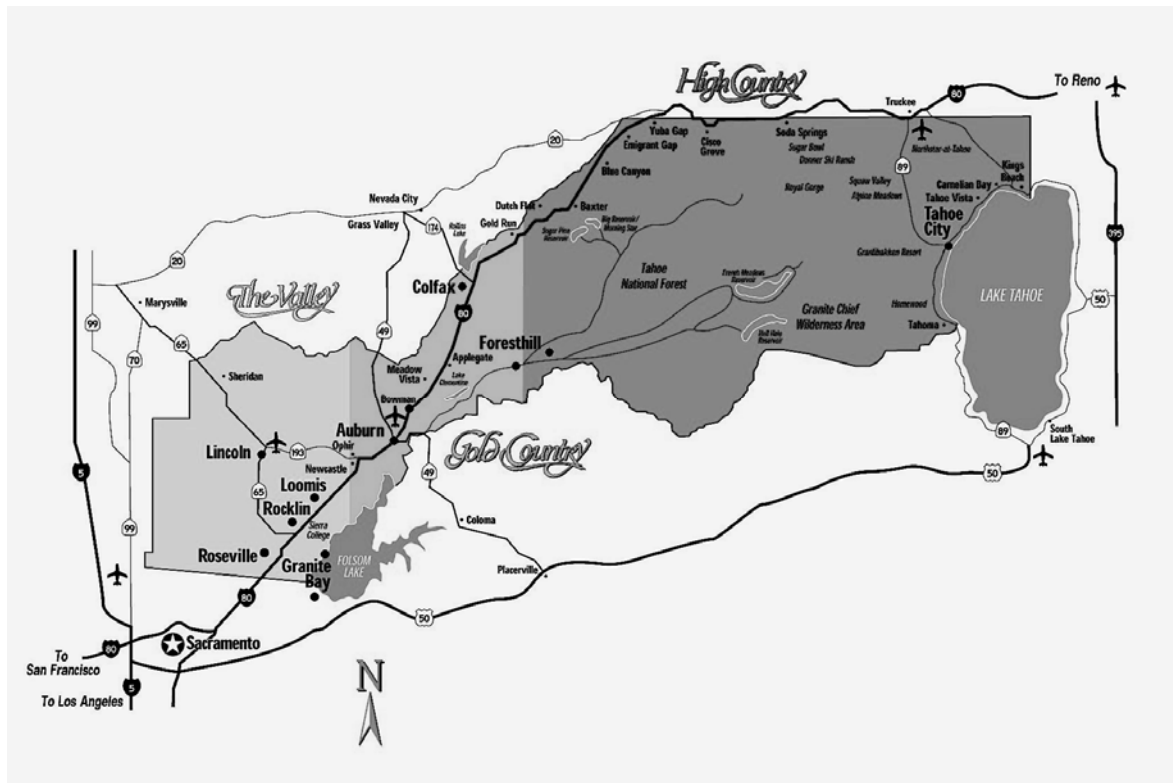 High Country
To Reno
80
Truckee
20
Yuba Gap
Emigrant Gap
Cisco
Grove
Soda Springs
Sugar Bowl
Donner Ski Ranch
Northstar-at-Tahoe
89
Blue Canyon
Royal Gorge
Squaw Valley
Alpine Meadows
Kings
Beach
Carnelian Bay
Tahoe Vista
Tahoe
City
Nevada City
Grass Valley
174
Rollins
Lake
Dutch Flat
Gold Run
Baxter
Sugar Pine
Reservoir
Big Reservoir/
Morning Star
395
20
Granlibakken Resort
Tahoe
National Forest
French Meadows
Reservoir
LAKE TAHOE
50
The Valley
Marysville
Colfax
80
99
70
49
65
Granite Chief
Wilderness Area
Homewood
Tahoma
Hell Hole
Reservoir
Foresthill
Applegate
Sheridan
Meadow
Vista
Lake
Clementine
Bowman
Auburn
Gold Country
89
South
Lake Tahoe
Lincoln
193
Ophir
Newcastle
49
50
5
65
Loomis
Rocklin
Sierra
College
Coloma
99
Roseville
Granite
Bay
FOLSOM
LAKE
Placerville
80
50
Sacramento
80
To
San Francisco
5
To Los Angeles
N